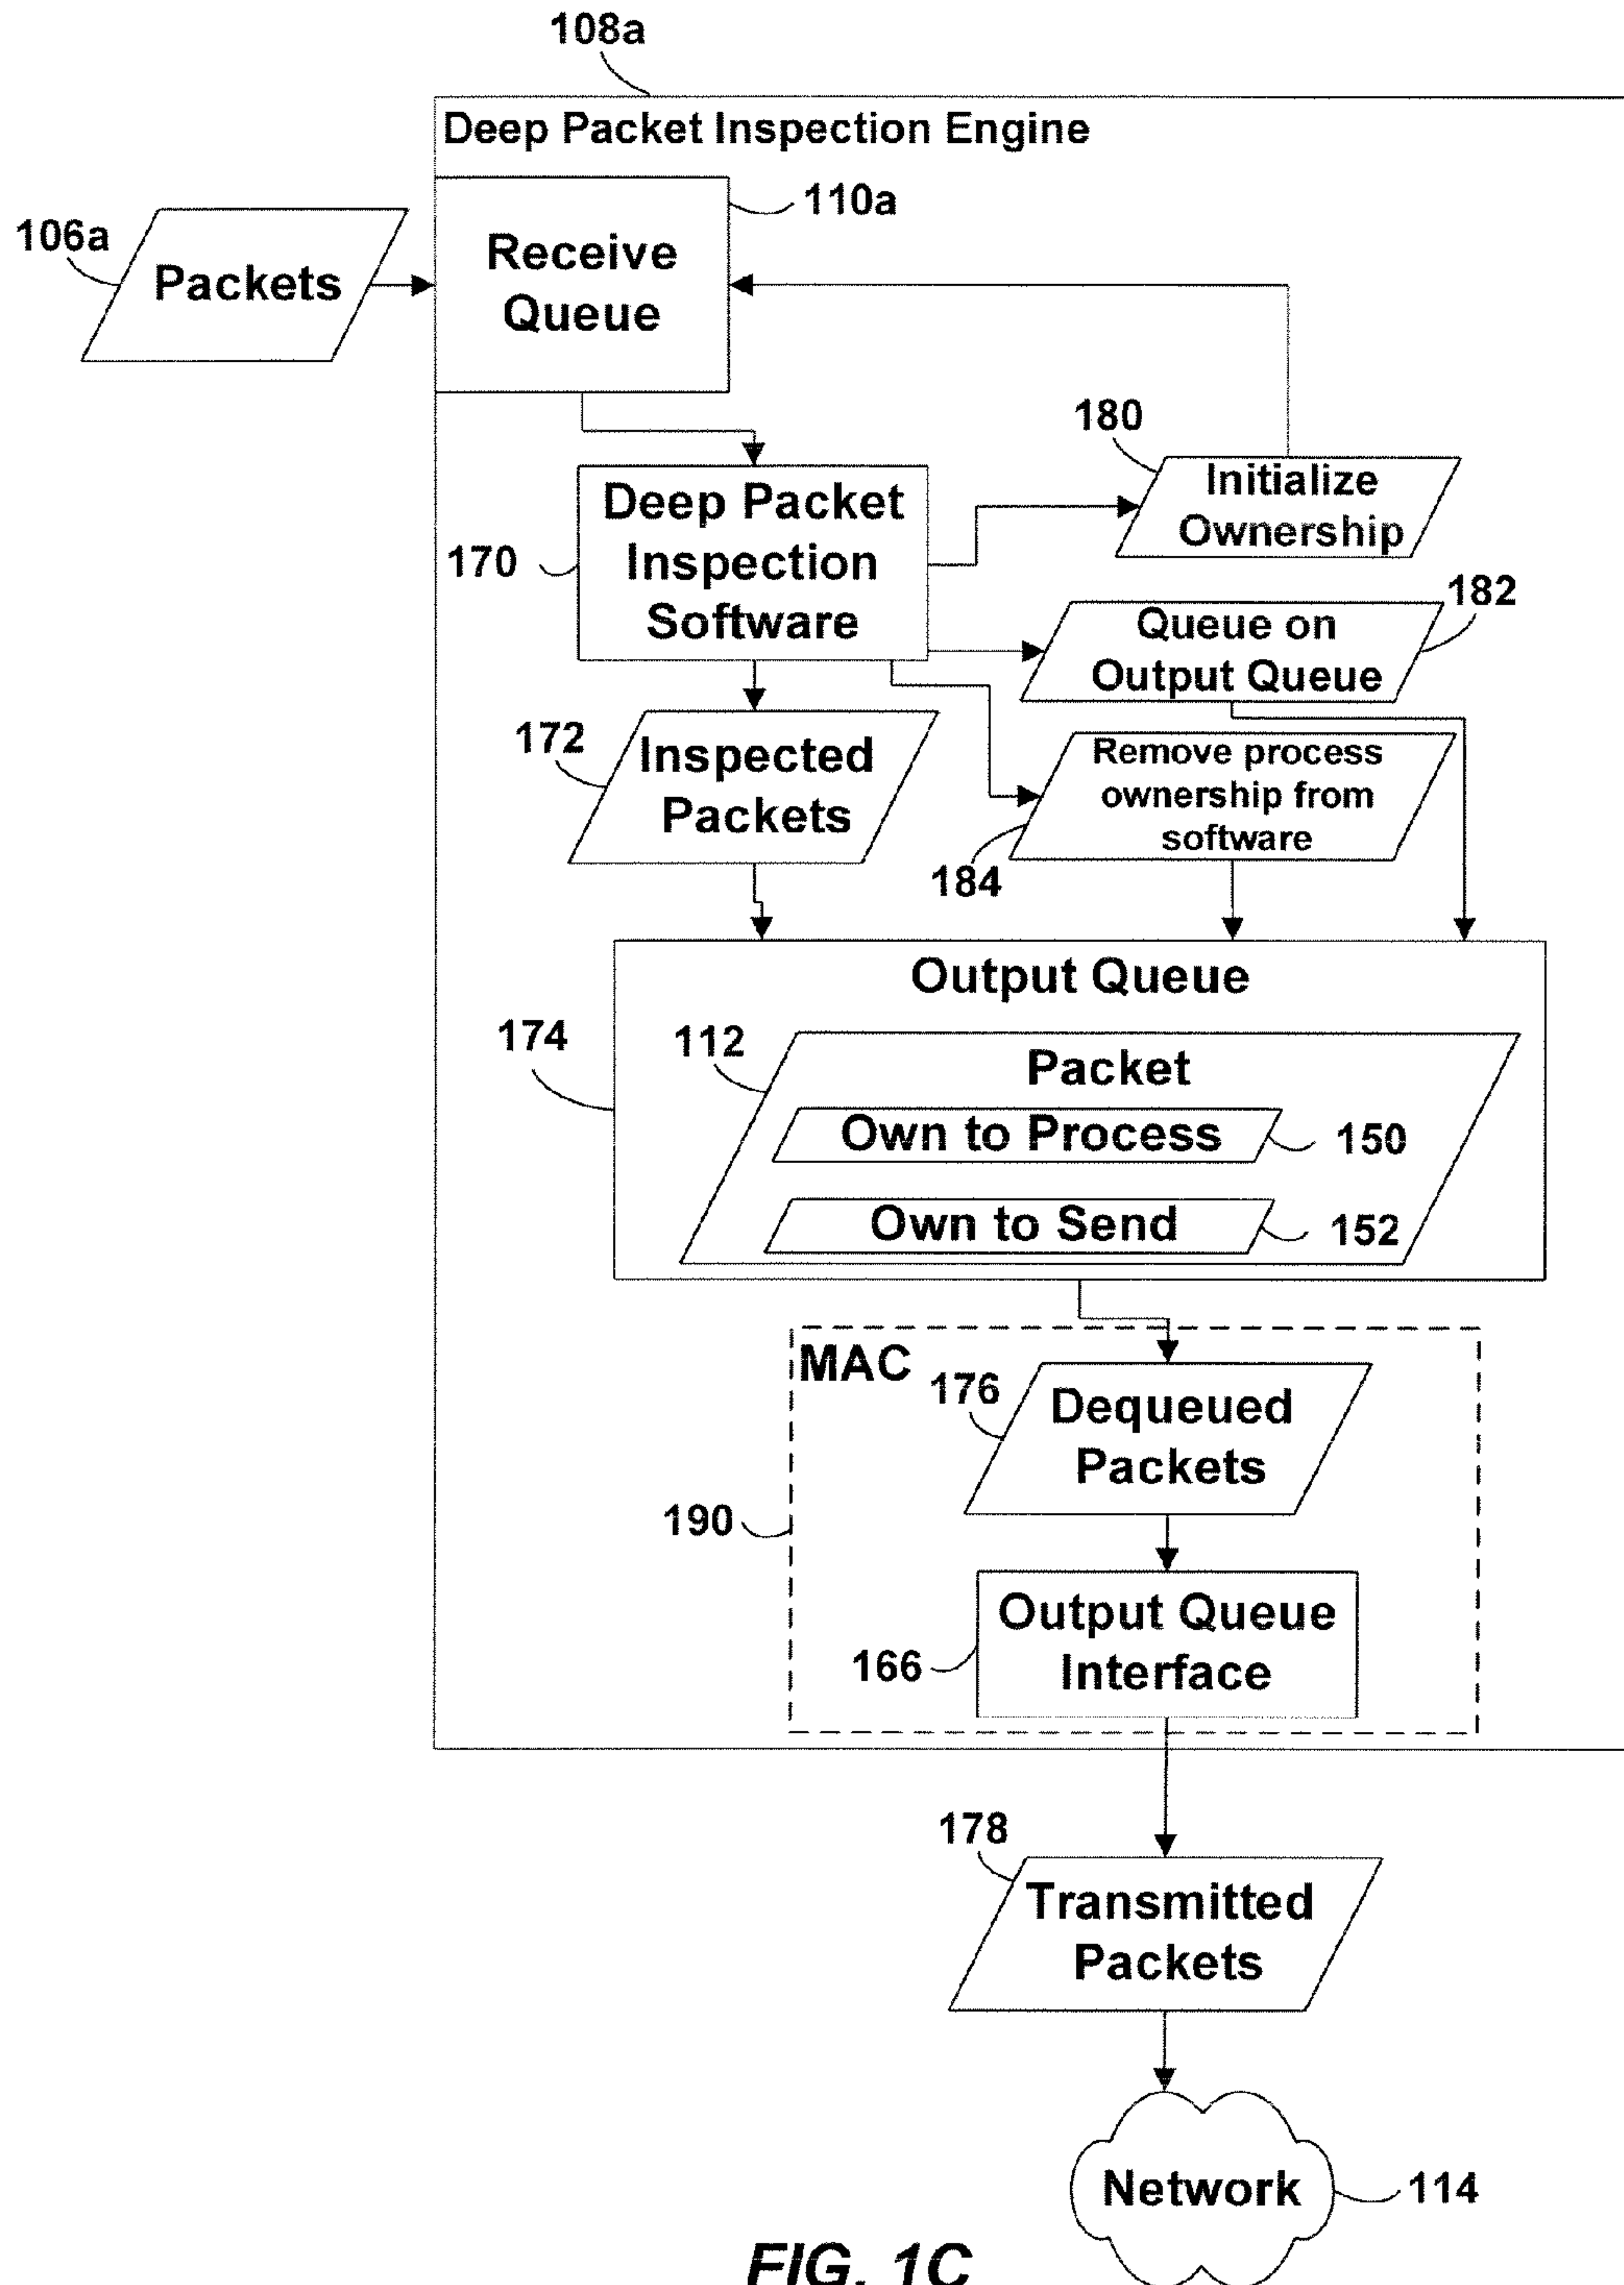 108a
Deep Packet Inspection Engine
110a
106a
Packets
Receive
Queue
180
Initialize
Ownership
Deep Packet
Inspection
Software
170
182
Queue on
Output Queue
172
Inspected
Packets
Remove process
ownership from
software
184
Output Queue
174
112
Packet
Own to Process
150
Own to Send
152
MAC
176
Dequeued
Packets
190
Output Queue
Interface
166
178
Transmitted
Packets
Network
114
FIG. 1C